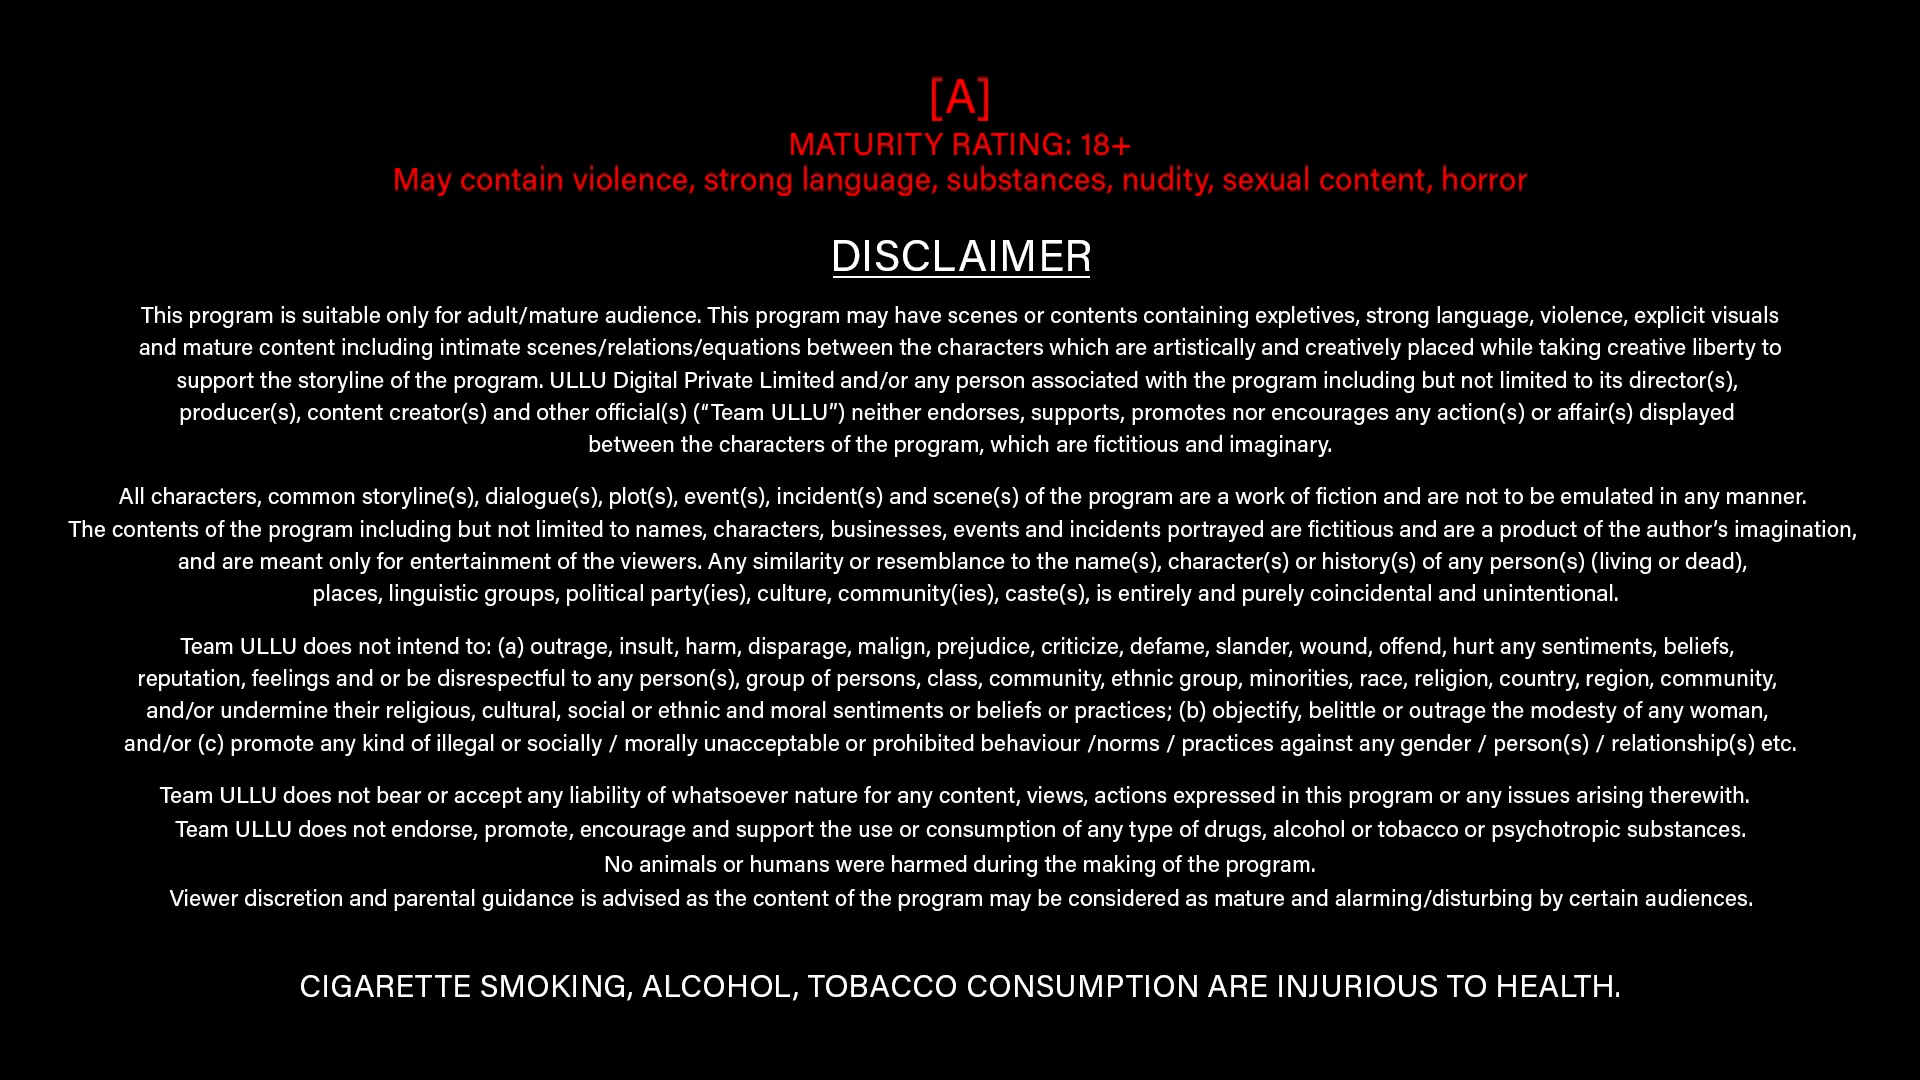 [A]
MATURITY RATING: 18+
May contain violence, strong language, substances, nudity, sexual content, horror
DISCLAIMER
This program is suitable only for adult/mature audience. This program may have scenes or contents containing expletives, strong language, violence, explicit visuals
and mature content including intimate scenes/relations/equations between the characters which are artistically and creatively placed while taking creative liberty to
support the storyline of the program. ULLU Digital Private Limited and/or any person associated with the program including but not limited to its director(s),
producer(s), content creator(s) and other official(s) (“Team ULLU”) neither endorses, supports, promotes nor encourages any action(s) or affair(s) displayed
between the characters of the program, which are fictitious and imaginary.
All characters, common storyline(s), dialogue(s), plot(s), event(s), incident(s) and scene(s) of the program are a work of fiction and are not to be emulated in any manner.
The contents of the program including but not limited to names, characters, businesses, events and incidents portrayed are fictitious and are a product of the author’s imagination,
and are meant only for entertainment of the viewers. Any similarity or resemblance to the name(s), character(s) or history(s) of any person(s) (living or dead),
places, linguistic groups, political party(ies), culture, community(ies), caste(s), is entirely and purely coincidental and unintentional.
Team ULLU does not intend to: (a) outrage, insult, harm, disparage, malign, prejudice, criticize, defame, slander, wound, offend, hurt any sentiments, beliefs,
reputation, feelings and or be disrespectful to any person(s), group of persons, class, community, ethnic group, minorities, race, religion, country, region, community,
and/or undermine their religious, cultural, social or ethnic and moral sentiments or beliefs or practices; (b) objectify, belittle or outrage the modesty of any woman,
and/or (c) promote any kind of illegal or socially / morally unacceptable or prohibited behaviour /norms / practices against any gender / person(s) / relationship(s) etc.
Team ULLU does not bear or accept any liability of whatsoever nature for any content, views, actions expressed in this program or any issues arising therewith.
Team ULLU does not endorse, promote, encourage and support the use or consumption of any type of drugs, alcohol or tobacco or psychotropic substances.
No animals or humans were harmed during the making of the program.
Viewer discretion and parental guidance is advised as the content of the program may be considered as mature and alarming/disturbing by certain audiences.
CIGARETTE SMOKING, ALCOHOL, TOBACCO CONSUMPTION ARE INJURIOUS TO HEALTH.